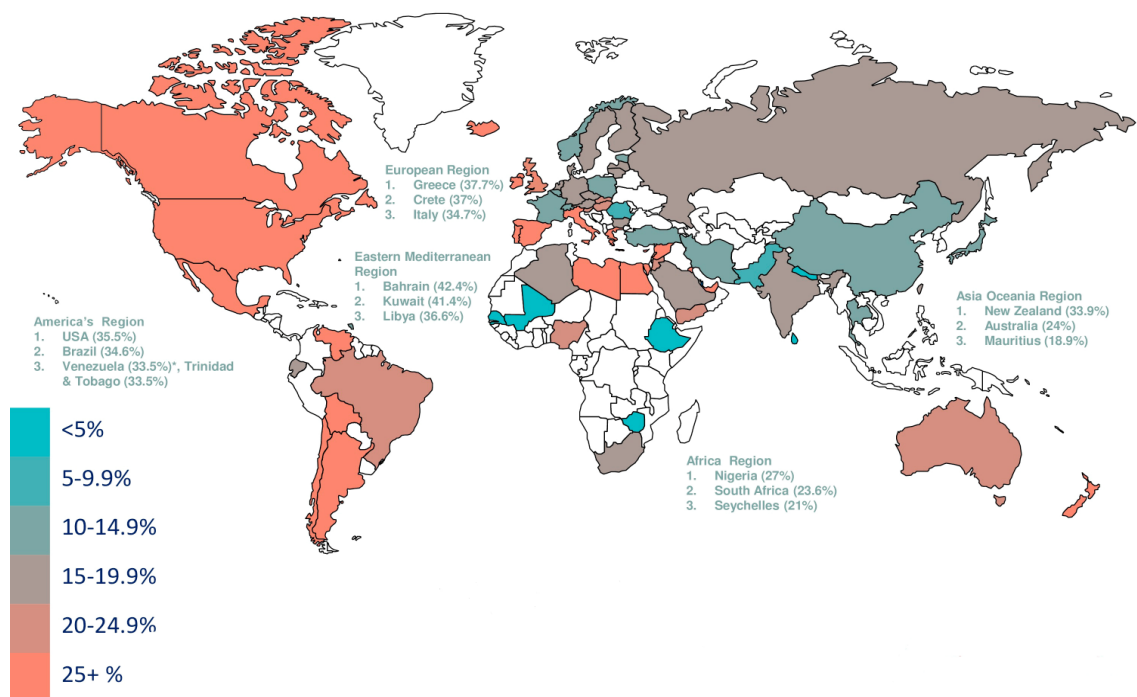 European Region
1. Greece (37.7%)
2. Crete (37%)
3. Italy (34.7%)
Eastern Mediterranean
Region
1. Bahrain (42.4%)
2. Kuwait (41.4%)
3. Libya (36.6%)
America's Region
1. USA (35.5%)
2. Brazil (34.6%)
3. Venezuela (33.5%)*, Trinidad
& Tobago (33.5%)
Asia Oceania Region
1. New Zealand (33.9%)
2. Australia (24%)
3. Mauritius (18.9%)
Africa Region
1. Nigeria (27%)
2. South Africa (23.6%)
3. Seychelles (21%)
<5%
5-9.9%
10-14.9%
15-19.9%
20-24.9%
25+ %